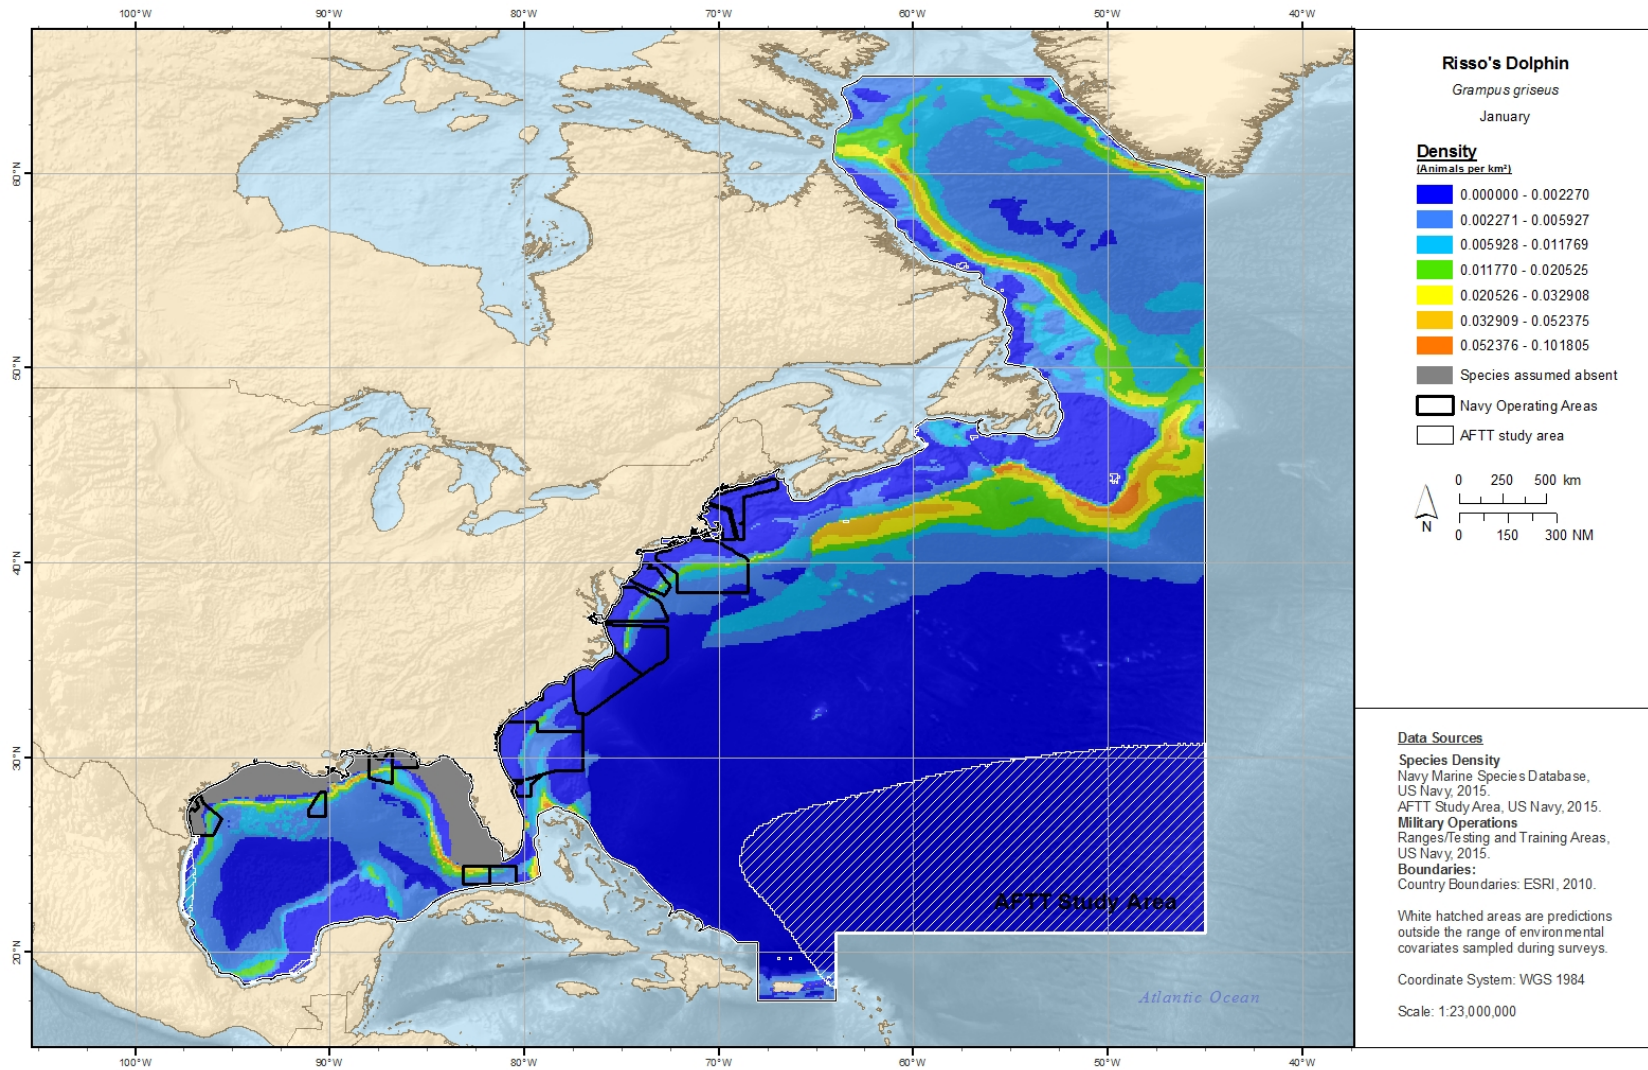 100°W 90°W 80°W 70°W 60°W 50°W 40°W
60°N
50°N
40°N
30°N
20°N
60°N
50°N
40°N
30°N
20°N
AFTT Study Area
Atlantic Ocean
100°W 90°W 80°W 70°W 60°W 50°W 40°W
Risso's Dolphin
Grampus griseus
January
Density
(Animals per km²)
0.000000 - 0.002270
0.002271 - 0.005927
0.005928 - 0.011769
0.011770 - 0.020525
0.020526 - 0.032908
0.032909 - 0.052375
0.052376 - 0.101805
Species assumed absent
Navy Operating Areas
AFTT study area
0 250 500 km
N
0 150 300 NM
Data Sources
Species Density
Navy Marine Species Database,
US Navy, 2015.
AFTT Study Area, US Navy, 2015.
Military Operations
Ranges/Testing and Training Areas,
US Navy, 2015.
Boundaries:
Country Boundaries: ESRI, 2010.
White hatched areas are predictions
outside the range of environmental
covariates sampled during surveys.
Coordinate System: WGS 1984
Scale: 1:23,000,000